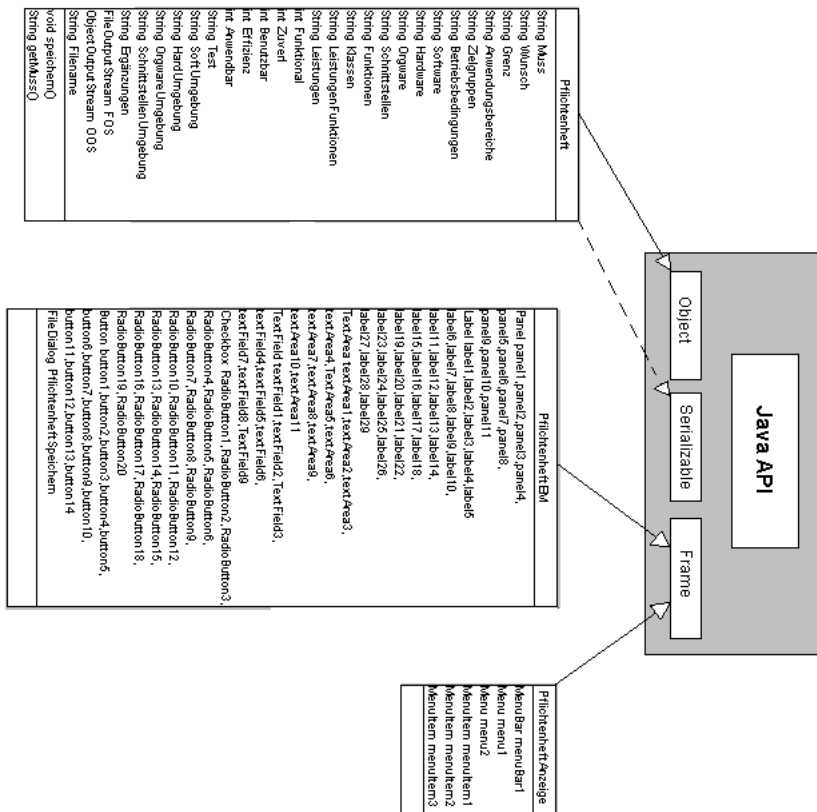 Java API
Object
Serializable
Frame
Pflichtenheft
String Muss
String Wunsch
String Grenz
String Anwendungsbereiche
String Zielgruppen
String Betriebsbedingungen
String Software
String Hardware
String Orgware
String Schnittstellen
String Funktionen
String Klassen
String LeistungenFunktionen
String Leistungen
int Funktional
int Zuverl
int Benutzbar
int Effizienz
int Anwendbar
String Test
String SoftUmgebung
String HardUmgebung
String OrgwareUmgebung
String SchnittstellenUmgebung
String Ergänzungen
FileOutputStream FOS
ObjectOutputStream OOS
String Filename
void speichern()
String getMuss()
PflichtenheftEM
Panel panel1,panel2,panel3,panel4,
panel5,panel6,panel7,panel8,
panel9,panel10,panel11
Label label1,label2,label3,label4,label5
label6,label7,label8,label9,label10,
label11,label12,label13,label14,
label15,label16,label17,label18,
label19,label20,label21,label22,
label23,label24,label25,label26,
label27,label28,label29
TextArea textArea1,textArea2,textArea3,
textArea4,TextArea5,textArea6,
textArea7,textArea8,textArea9,
textArea10,textArea11
TextField textField1,textField2,TextField3,
textField4,textField5,textField6,
textField7,textField8,TextField9
Checkbox RadioButton1,RadioButton2,RadioButton3,
RadioButton4,RadioButton5,RadioButton6,
RadioButton7,RadioButton8,RadioButton9,
RadioButton10,RadioButton11,RadioButton12,
RadioButton13,RadioButton14,RadioButton15,
RadioButton16,RadioButton17,RadioButton18,
RadioButton19,RadioButton20
Button button1,button2,button3,button4,button5,
button6,button7,button8,button9,button10,
button11,button12,button13,button14
FileDialog PflichtenheftSpeichern
PflichtenheftAnzeige
MenuBar menuBar1
Menu menu1
Menu menu2
MenuItem menuItem1
MenuItem menuItem2
MenuItem menuItem3